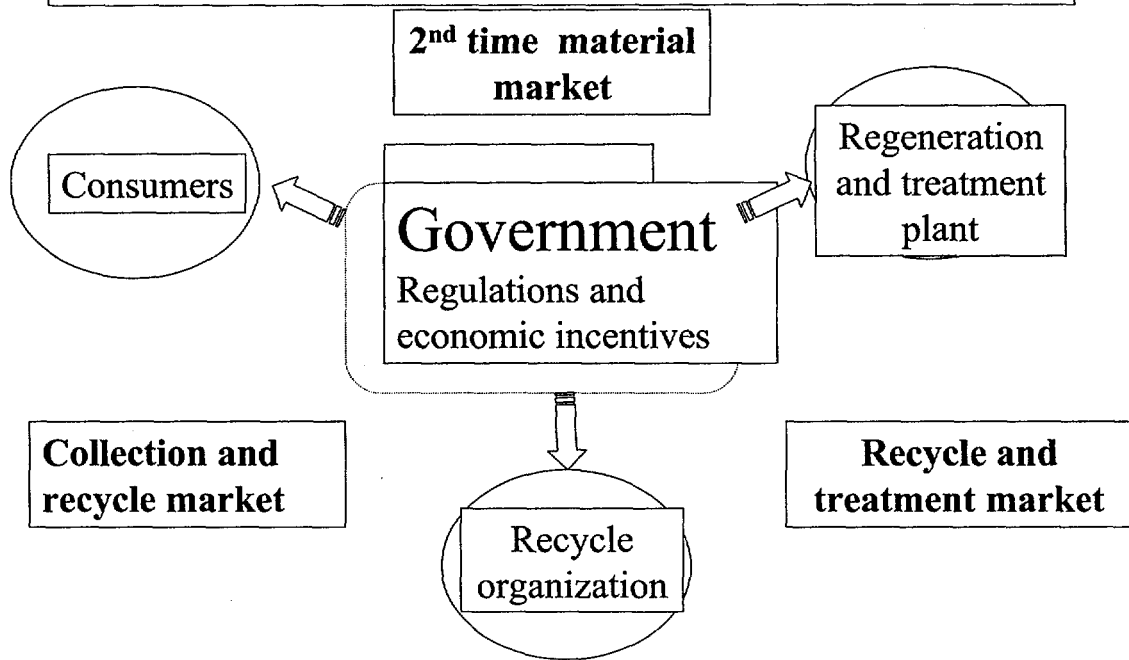 2nd time material
market
Consumers
Regeneration
and treatment
plant
Government
Regulations and
economic incentives
Collection and
recycle market
Recycle and
treatment market
Recycle
organization